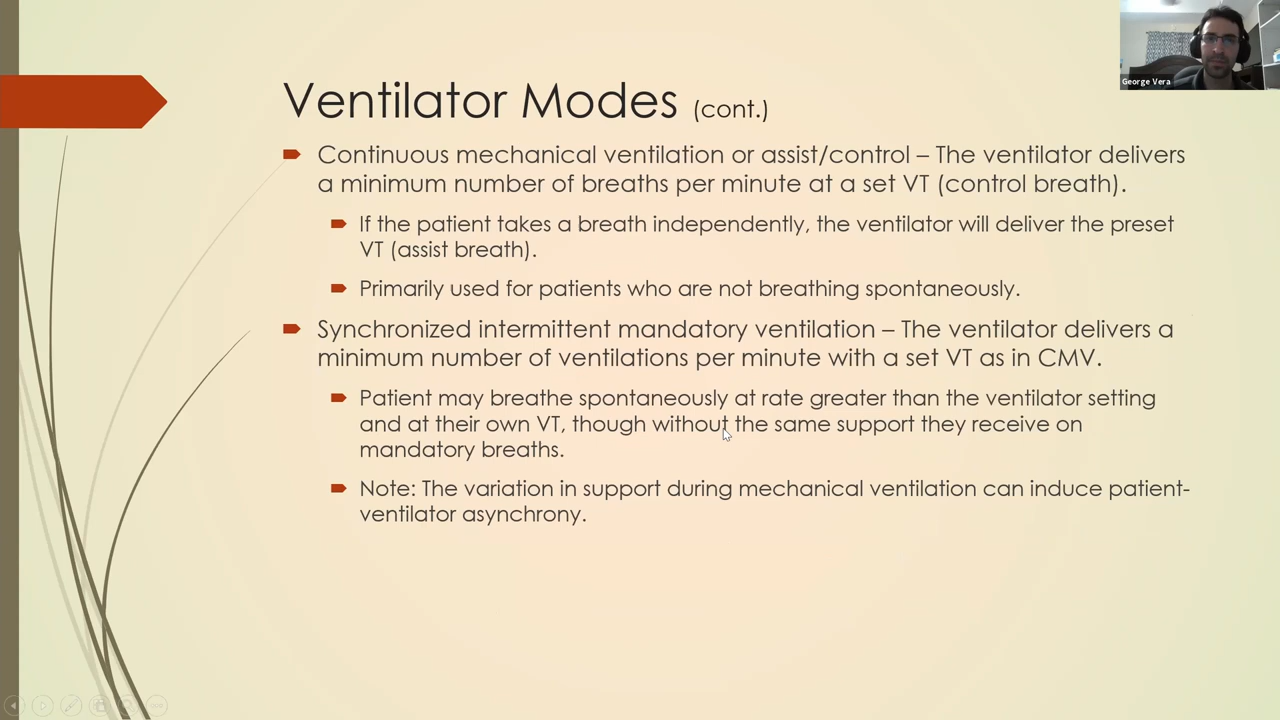 George Vera
Ventilator Modes (cont.)
Continuous mechanical ventilation or assist/control – The ventilator delivers
a minimum number of breaths per minute at a set VT (control breath).
If the patient takes a breath independently, the ventilator will deliver the preset
VT (assist breath).
Primarily used for patients who are not breathing spontaneously.
Synchronized intermittent mandatory ventilation – The ventilator delivers a
minimum number of ventilations per minute with a set VT as in CMV.
Patient may breathe spontaneously at rate greater than the ventilator setting
and at their own VT, though without the same support they receive on
mandatory breaths.
Note: The variation in support during mechanical ventilation can induce patient-
ventilator asynchrony.